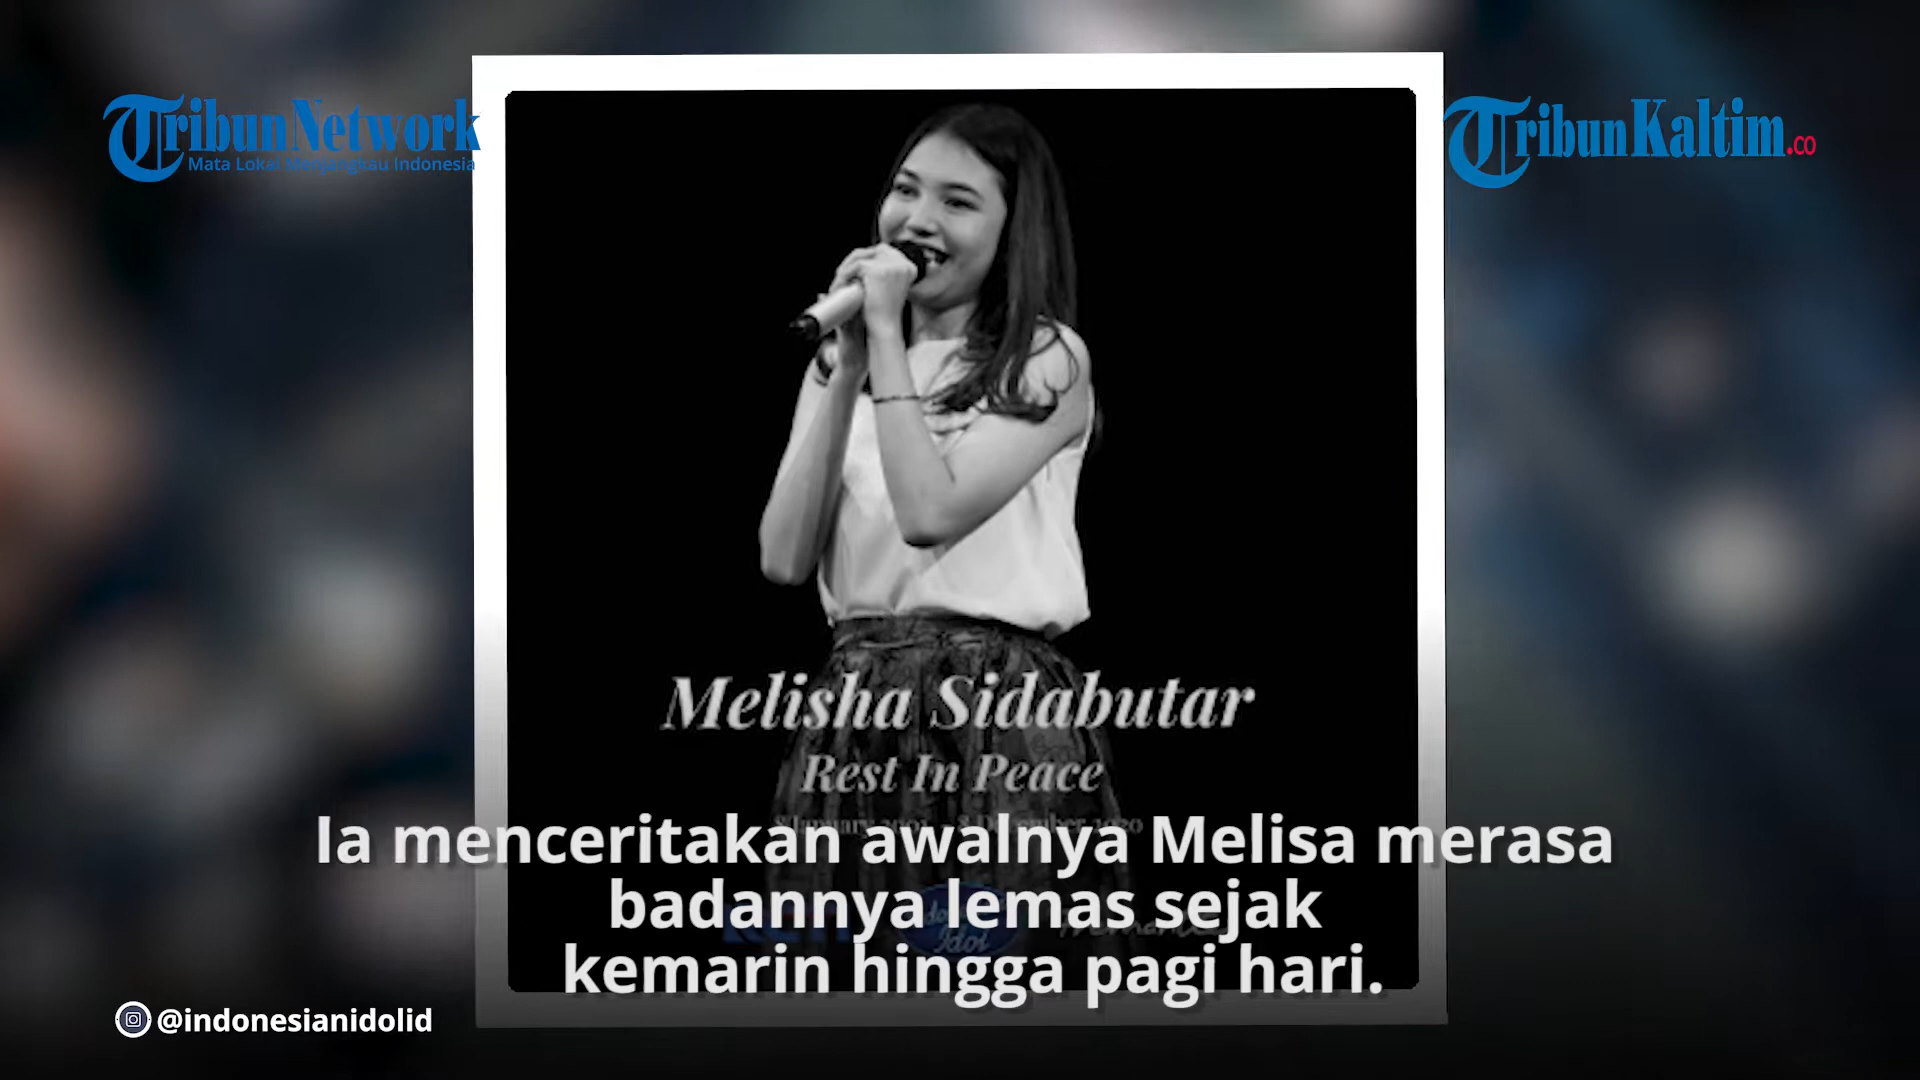 TribunNetwork
Mata Lokal Menjangkau Indonesia
TribunKaltim.co
Melisha Sidabutar
Rest In Peace
Ia menceritakan awalnya Melisa merasa
badannya lemas sejak
kemarin hingga pagi hari.
Idol
@indonesianidolid